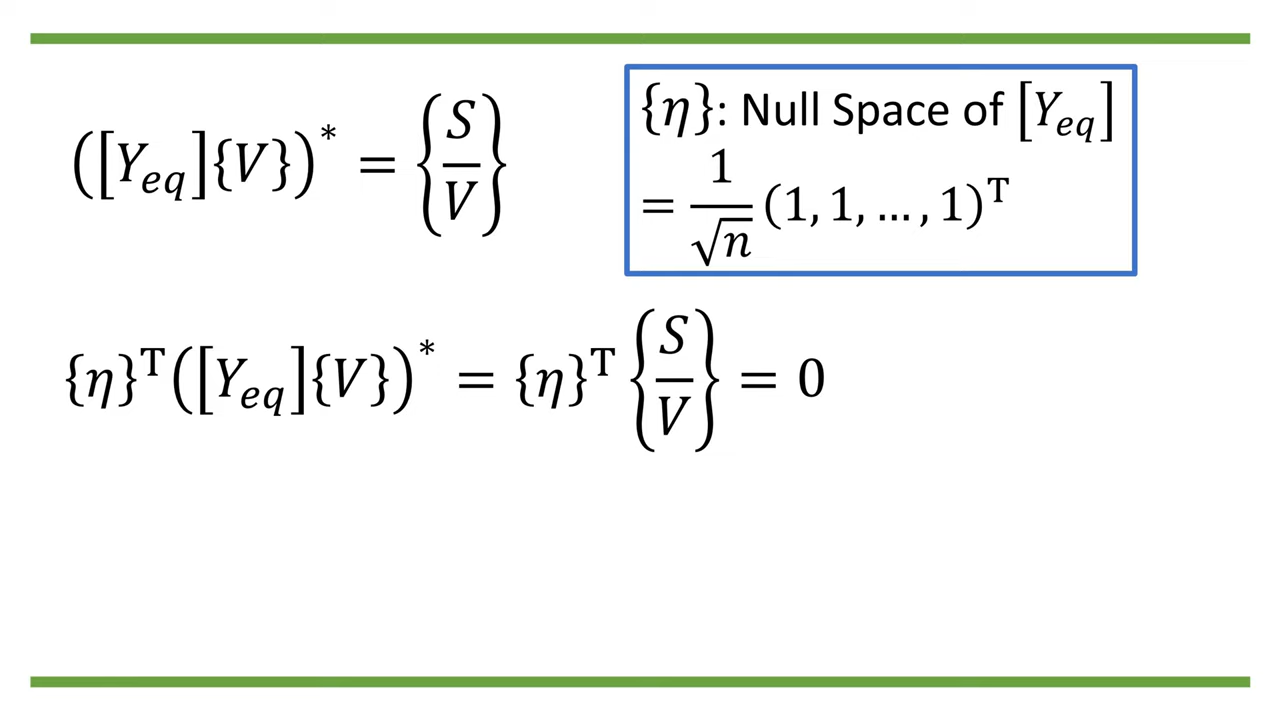 ([Y_eq]{V})^* = {S/V}
{η}: Null Space of [Y_eq]
= 1/√n (1, 1, …, 1)^T
{η}^T([Y_eq]{V})^* = {η}^T {S/V} = 0